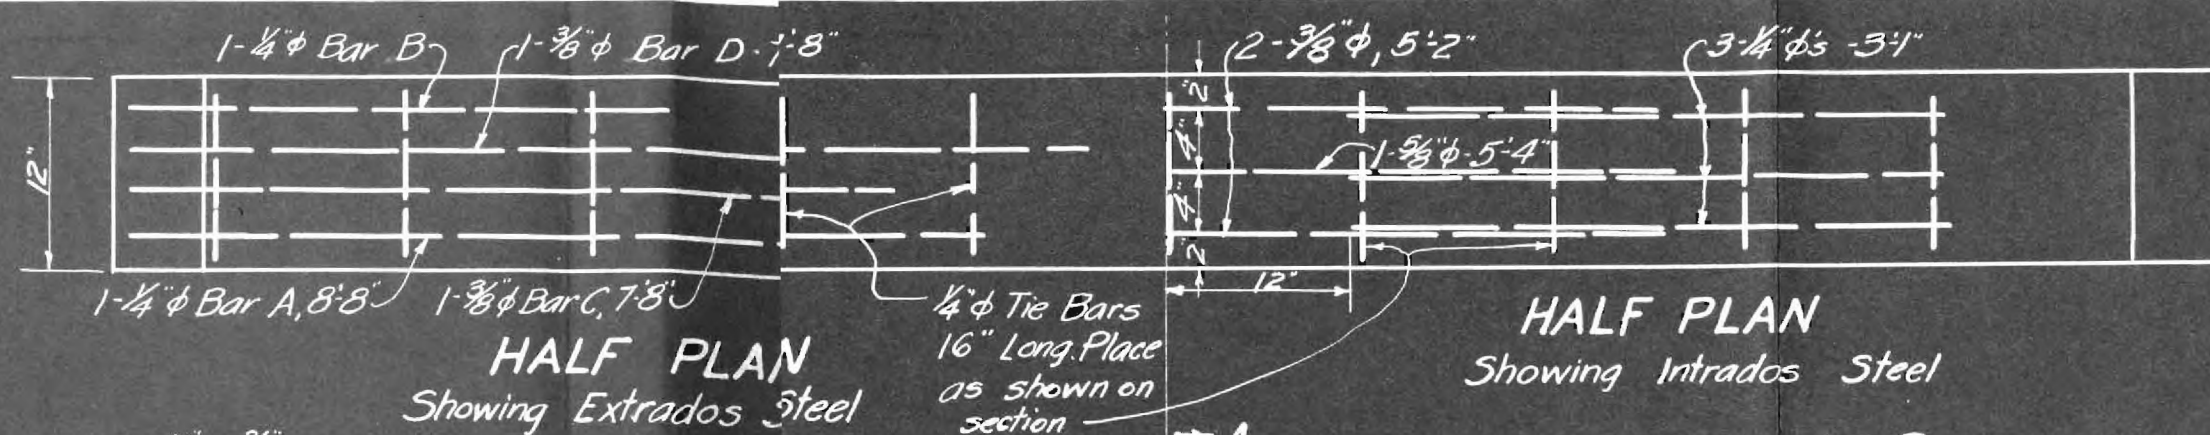 1-¼"ϕ Bar B
1-⅜"ϕ Bar D-
-8"
2-⅜ϕ, 5'-2"
3-¼"ϕ's -3'-1"
12"
2"
4"
4"
2"
1-⅝"ϕ-5'-4"
12"
1-¼"ϕ Bar A, 8'-8"
1-⅜"ϕ Bar C, 7'-8"
HALF PLAN
Showing Extrados Steel
¼"ϕ Tie Bars
16" Long. Place
as shown on
section
HALF PLAN
Showing Intrados Steel